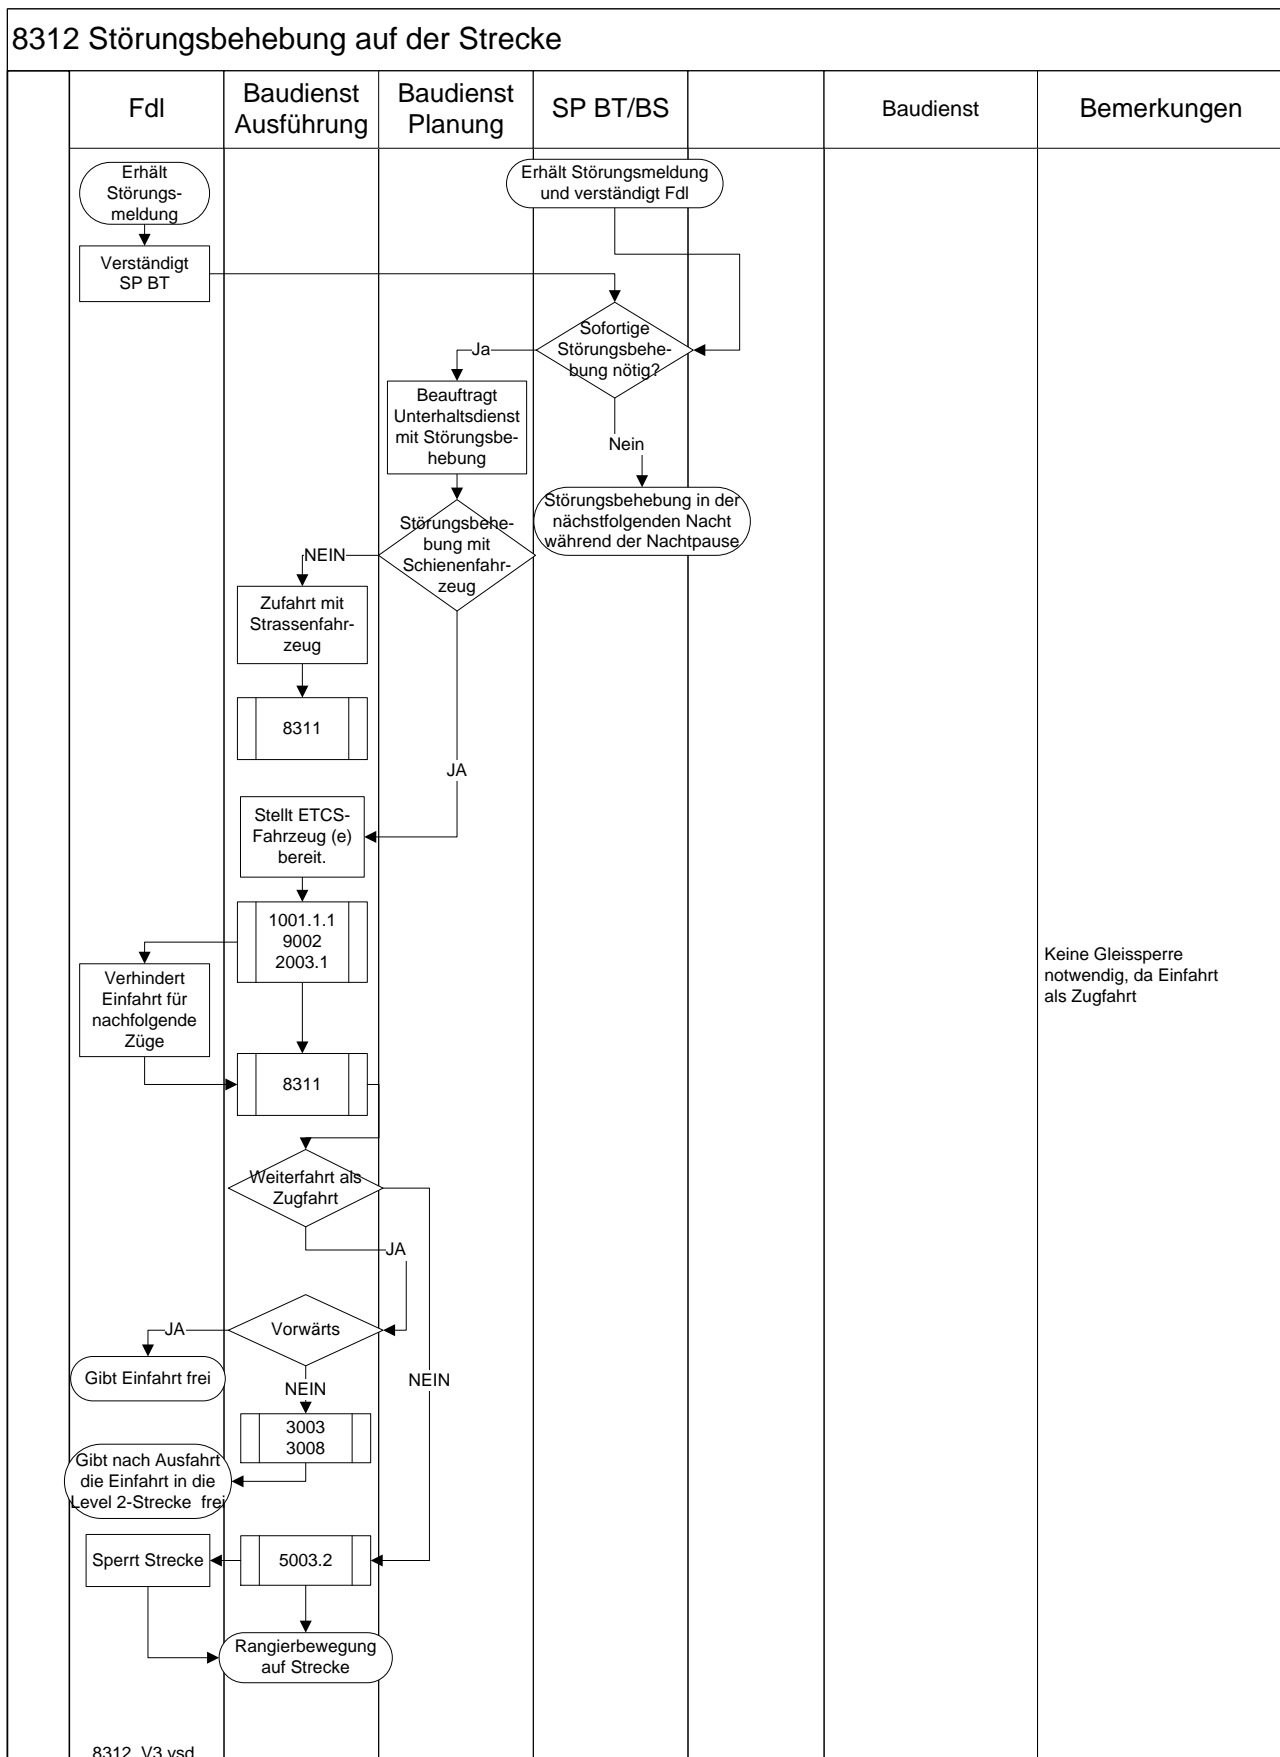 8312 Störungsbehebung auf der Strecke
Fdl
Baudienst
Ausführung
Baudienst
Planung
SP BT/BS
Baudienst
Bemerkungen
Erhält
Störungs-
meldung
Erhält Störungsmeldung
und verständigt Fdl
Verständigt
SP BT
Sofortige
Störungsbehe-
bung nötig?
Ja
Beauftragt
Unterhaltsdienst
mit Störungsbe-
hebung
Nein
Störungsbehebung in der
nächstfolgenden Nacht
während der Nachtpause
Störungsbehe-
bung mit
Schienenfahr-
zeug
NEIN
Zufahrt mit
Strassenfahr-
zeug
8311
JA
Stellt ETCS-
Fahrzeug (e)
bereit.
1001.1.1
9002
2003.1
Keine Gleissperre
notwendig, da Einfahrt
als Zugfahrt
Verhindert
Einfahrt für
nachfolgende
Züge
8311
Weiterfahrt als
Zugfahrt
JA
Vorwärts
JA
Gibt Einfahrt frei
NEIN
NEIN
3003
3008
Gibt nach Ausfahrt
die Einfahrt in die
Level 2-Strecke frei
Sperrt Strecke
5003.2
Rangierbewegung
auf Strecke
8312_V3.vsd